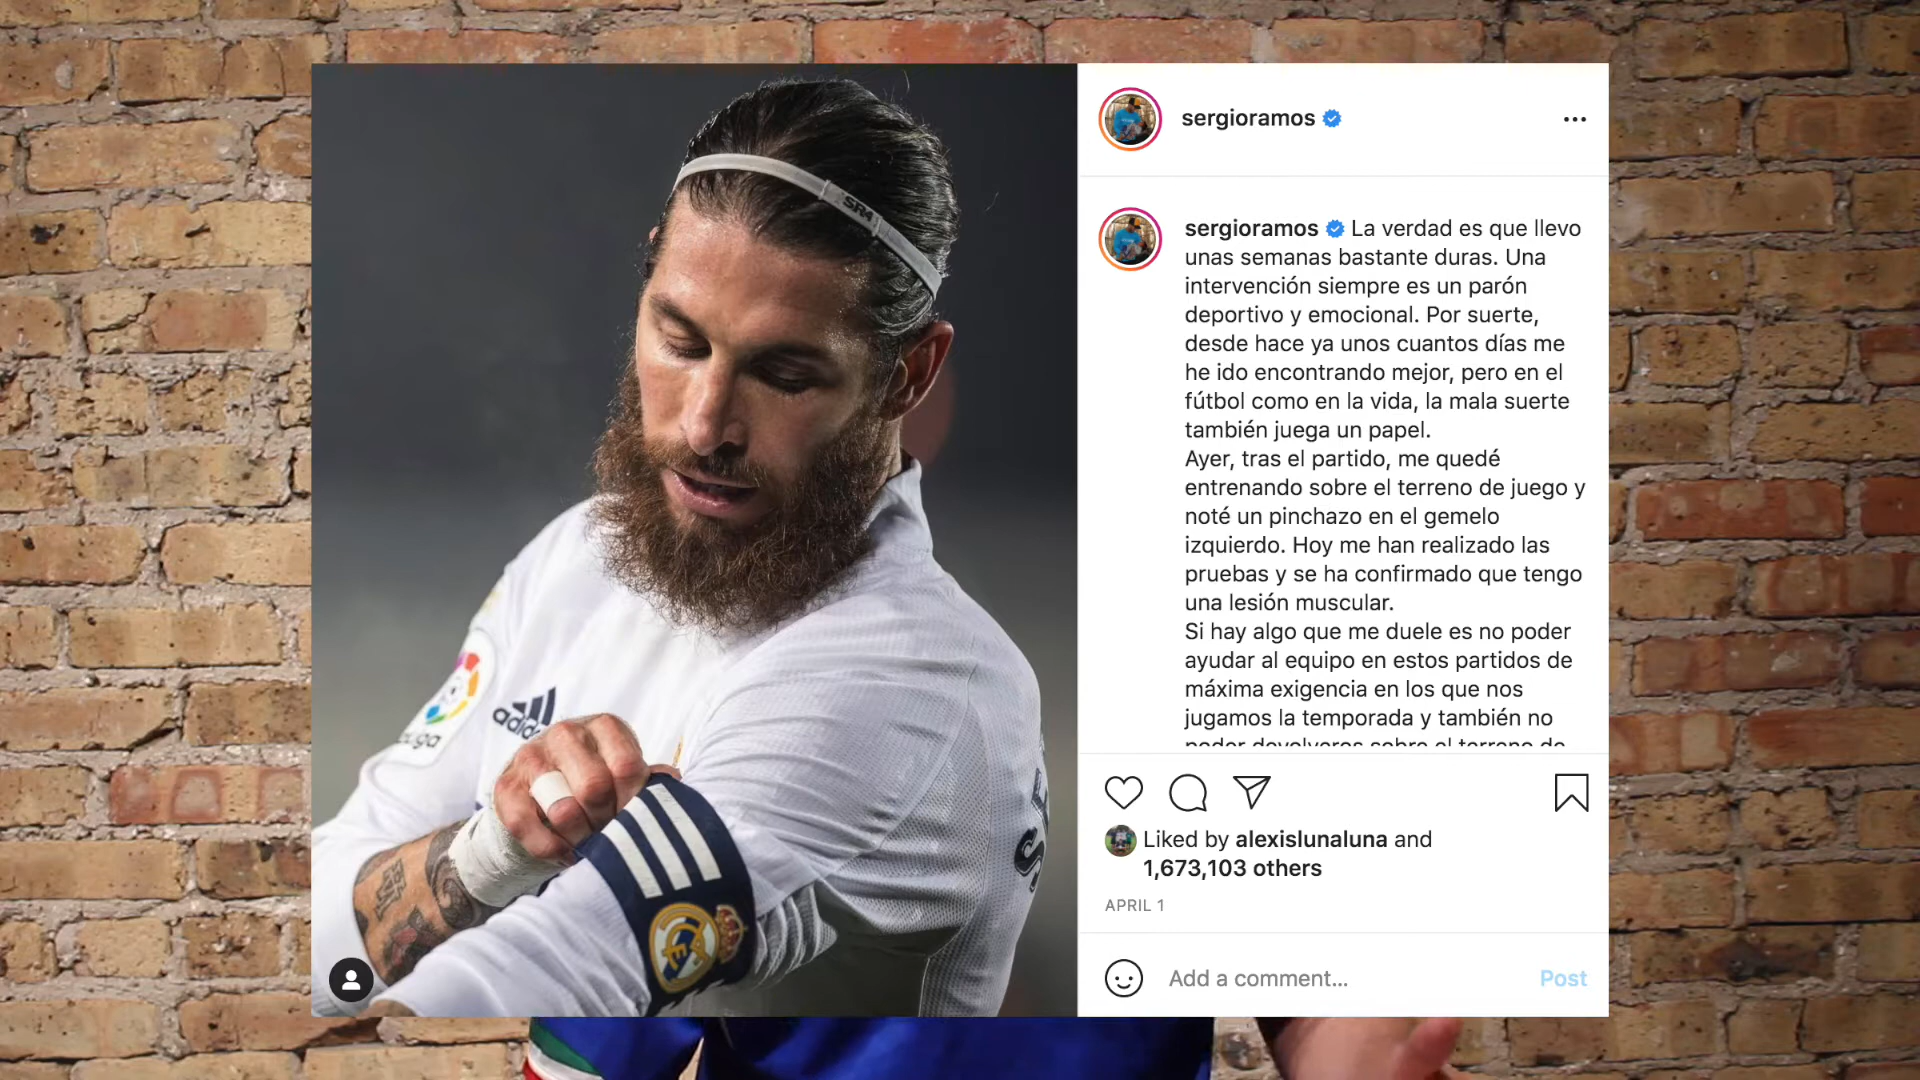 SR4
adidas
sergioramos
sergioramos La verdad es que llevo
unas semanas bastante duras. Una
intervención siempre es un parón
deportivo y emocional. Por suerte,
desde hace ya unos cuantos días me
he ido encontrando mejor, pero en el
fútbol como en la vida, la mala suerte
también juega un papel.
Ayer, tras el partido, me quedé
entrenando sobre el terreno de juego y
noté un pinchazo en el gemelo
izquierdo. Hoy me han realizado las
pruebas y se ha confirmado que tengo
una lesión muscular.
Si hay algo que me duele es no poder
ayudar al equipo en estos partidos de
máxima exigencia en los que nos
jugamos la temporada y también no
poder devolveros sobre el terreno de
Liked by alexislunaluna and
1,673,103 others
APRIL 1
Add a comment...
Post